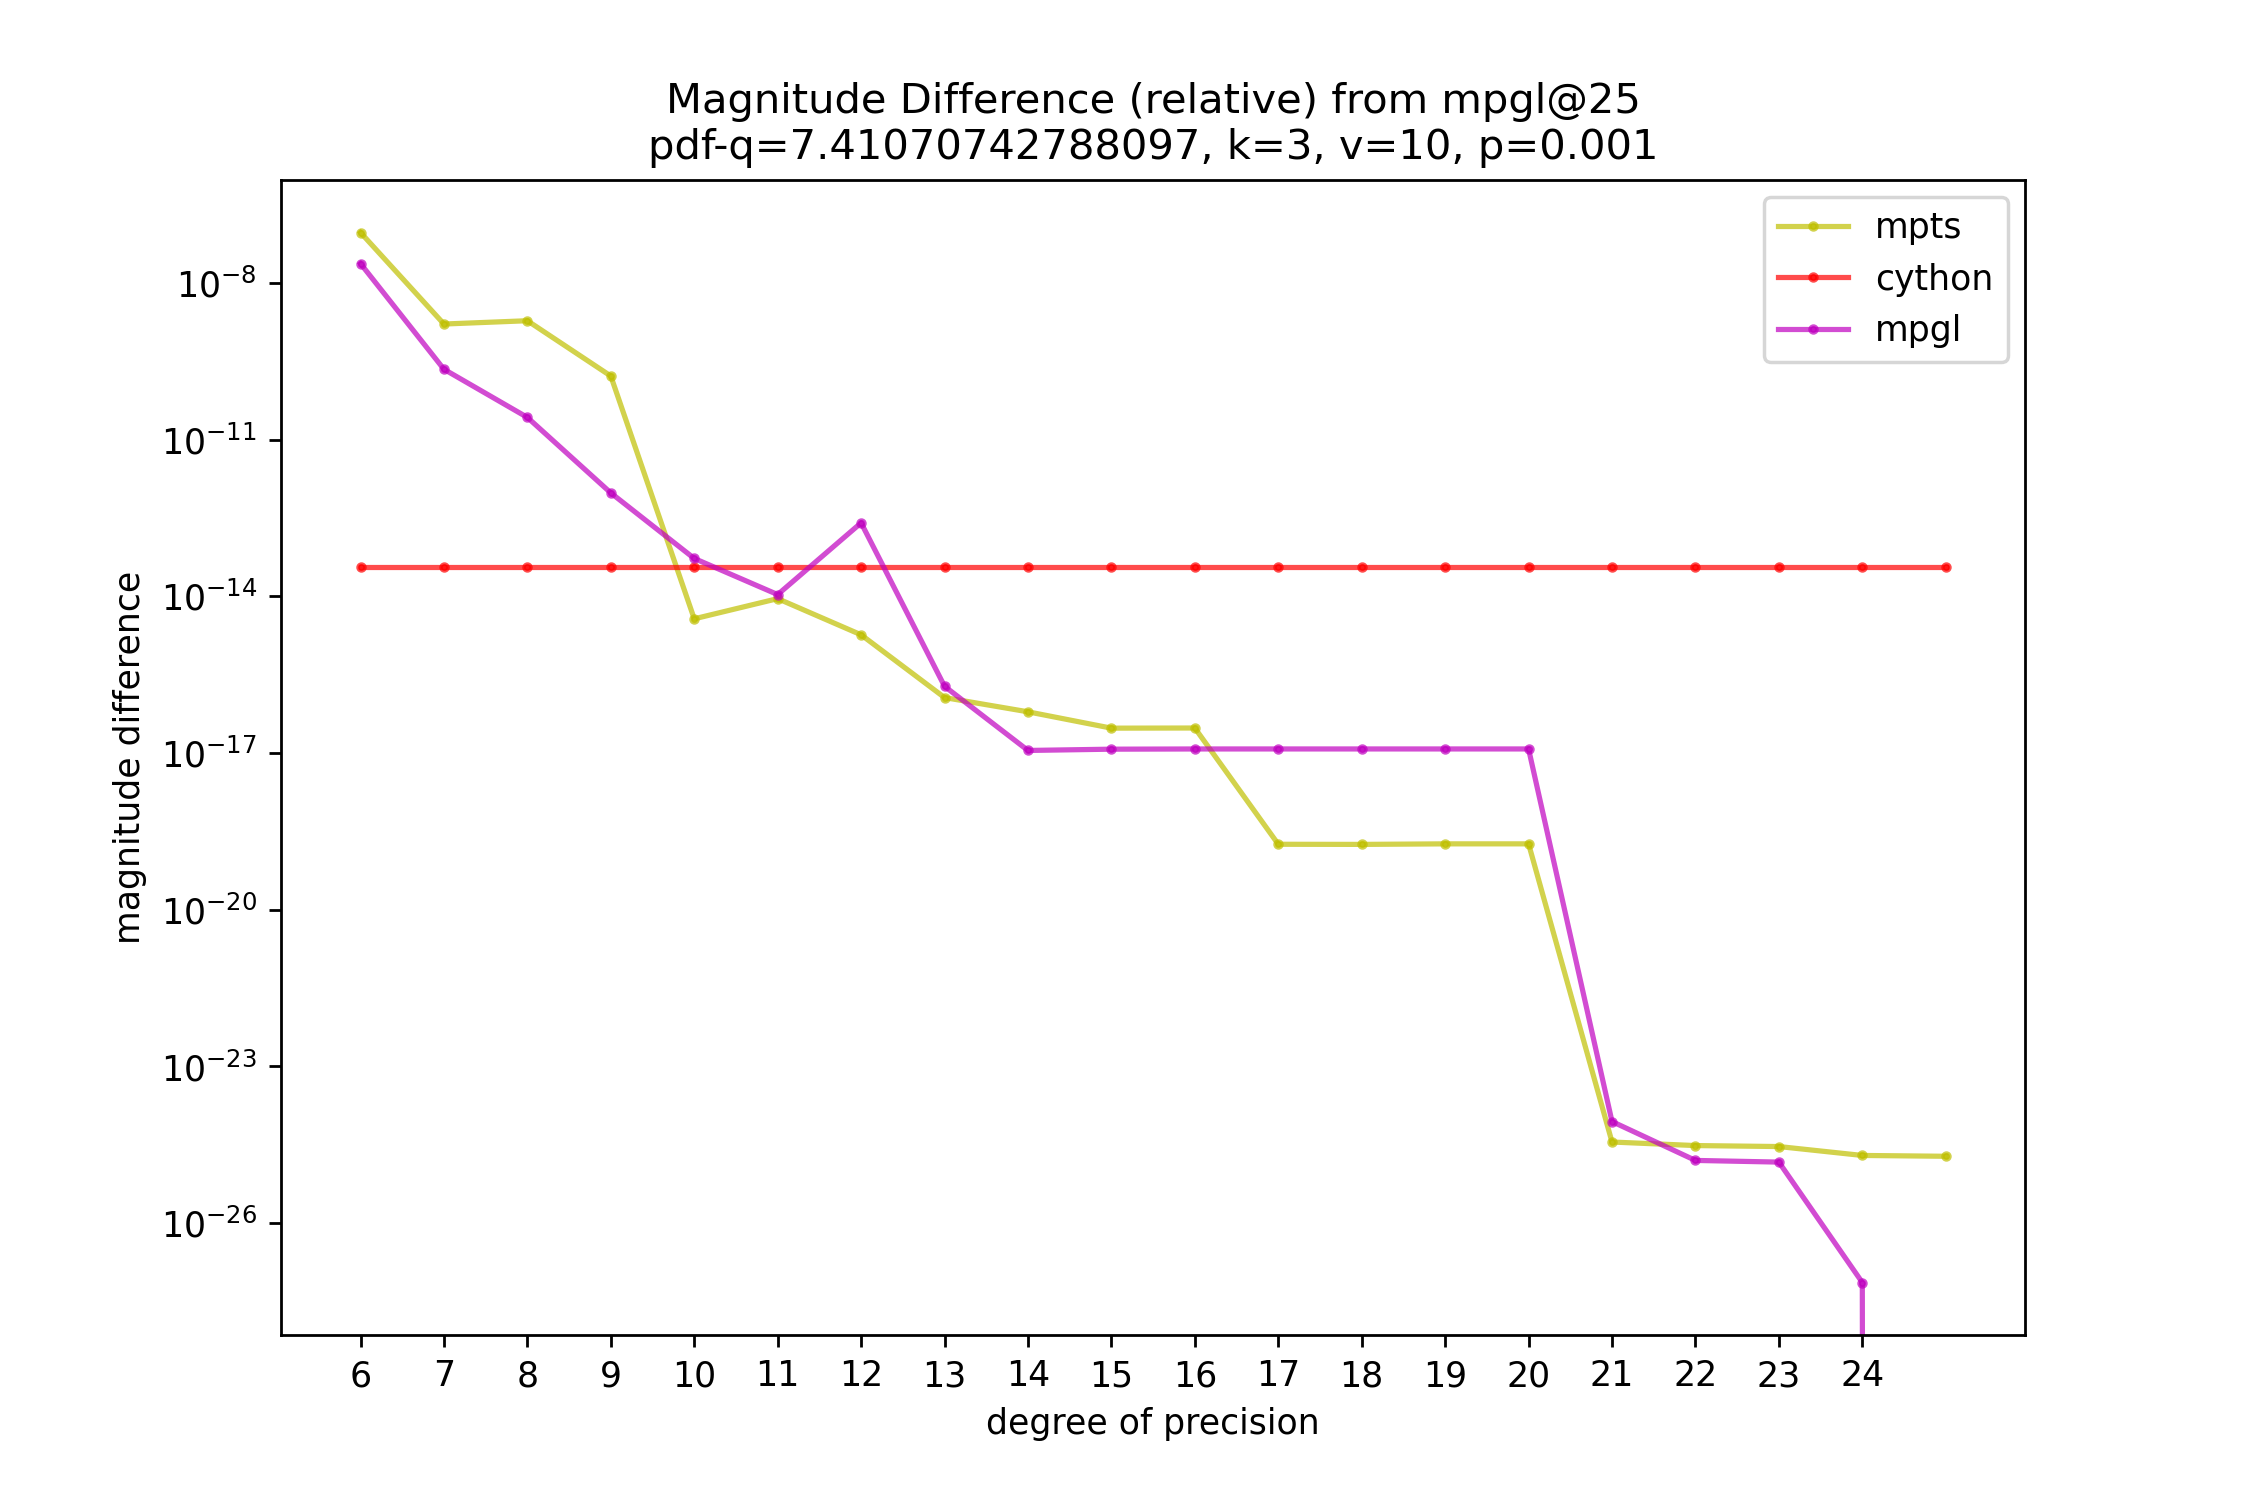 Magnitude Difference (relative) from mpgl@25
pdf-q=7.41070742788097, k=3, v=10, p=0.001
mpts
cython
mpgl
magnitude difference
10⁻⁸
10⁻¹¹
10⁻¹⁴
10⁻¹⁷
10⁻²⁰
10⁻²³
10⁻²⁶
6 7 8 9 10 11 12 13 14 15 16 17 18 19 20 21 22 23 24
degree of precision